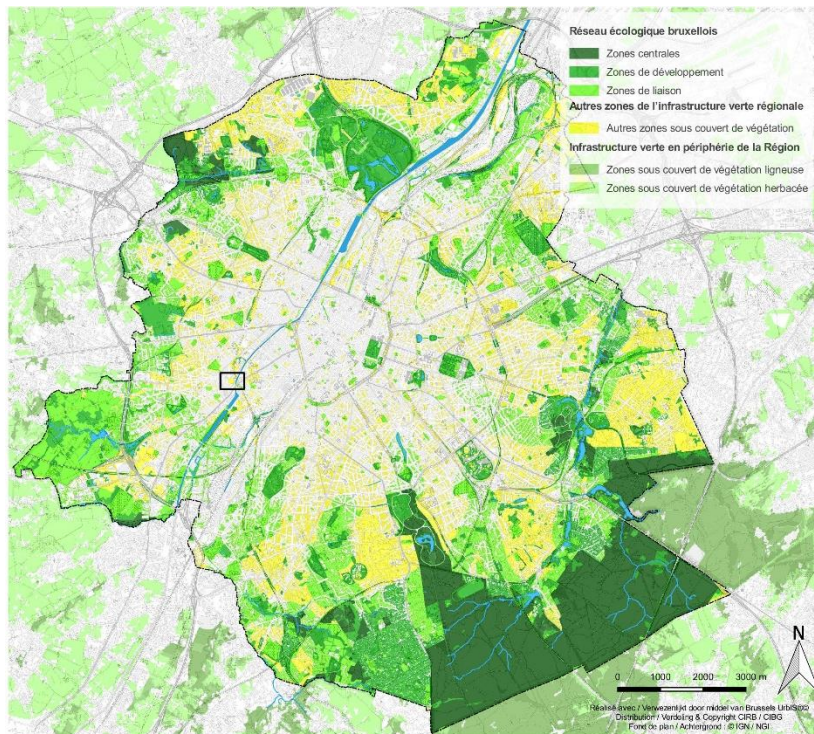 Réseau écologique bruxellois
Zones centrales
Zones de développement
Zones de liaison
Autres zones de l'infrastructure verte régionale
Autres zones sous couvert de végétation
Infrastructure verte en périphérie de la Région
Zones sous couvert de végétation ligneuse
Zones sous couvert de végétation herbacée
N
0 1000 2000 3000 m
Réalisé avec / Verwezenlijkt door middel van Brussels UrbIS®©
Distribution / Verdeling & Copyright CIRB / CIBG
Fond de plan / Achtergrond : © IGN / NGI